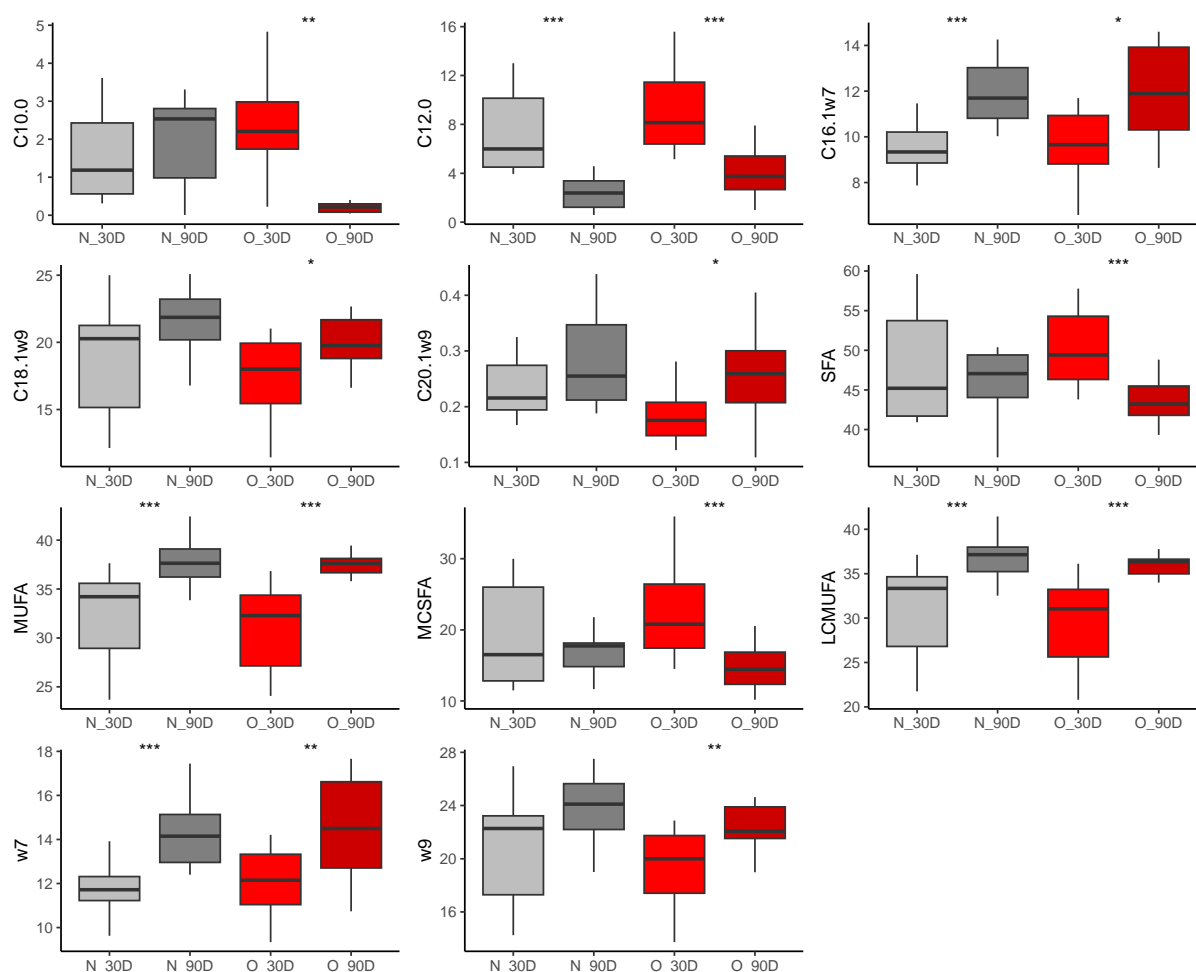 ** *** *** *** *
5 4 3 2 1 0
C10.0
N_30D N_90D O_30D O_90D
16 12 8 4 0
C12.0
N_30D N_90D O_30D O_90D
14 12 10 8
C16.1w7
N_30D N_90D O_30D O_90D
* * ***
25 20 15
C18.1w9
N_30D N_90D O_30D O_90D
0.4 0.3 0.2 0.1
C20.1w9
N_30D N_90D O_30D O_90D
60 55 50 45 40
SFA
N_30D N_90D O_30D O_90D
*** *** *** *** ***
40 35 30 25
MUFA
N_30D N_90D O_30D O_90D
30 20 10
MCSFA
N_30D N_90D O_30D O_90D
40 35 30 25 20
LCMUFA
N_30D N_90D O_30D O_90D
*** ** **
18 16 14 12 10
w7
N_30D N_90D O_30D O_90D
28 24 20 16
w9
N_30D N_90D O_30D O_90D